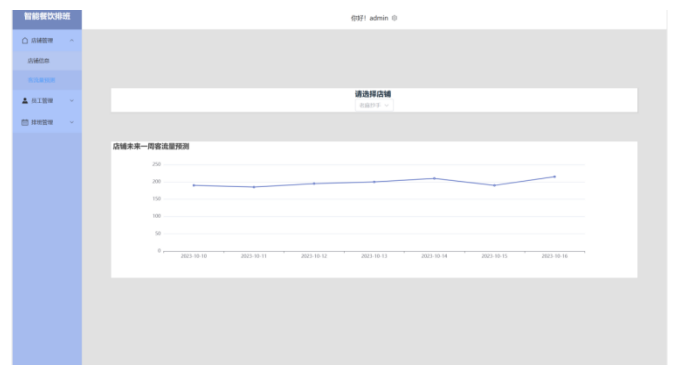 智能餐饮排班
你好! admin
店铺管理
店铺信息
员工管理
排班管理
请选择店铺
店铺未来一周客流量预测
250
200
150
100
50
0
2023-10-10
2023-10-11
2023-10-12
2023-10-13
2023-10-14
2023-10-15
2023-10-16